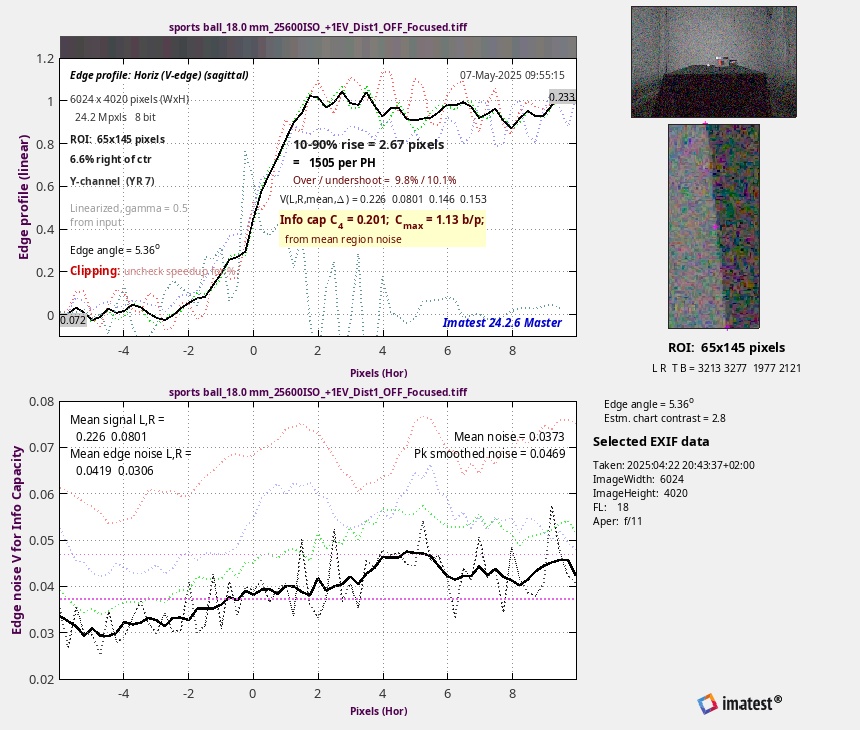 sports ball_18.0 mm_25600ISO_+1EV_Dist1_OFF_Focused.tiff
Edge profile: Horiz (V-edge) (sagittal)
07-May-2025 09:55:15
6024 x 4020 pixels (WxH)
24.2 Mpxls 8 bit
ROI: 65x145 pixels
6.6% right of ctr
Y-channel (YR 7)
Linearized, gamma = 0.5
from input
Edge angle = 5.36°
Clipping: uncheck speedup for %
0.233
0.072
10-90% rise = 2.67 pixels
= 1505 per PH
Over / undershoot = 9.8% / 10.1%
V(L,R,mean,Δ) = 0.226 0.0801 0.146 0.153
Info cap C4 = 0.201; Cmax = 1.13 b/p;
from mean region noise
Imatest 24.2.6 Master
Edge profile (linear)
1.2
1
0.8
0.6
0.4
0.2
0
-4 -2 0 2 4 6 8
Pixels (Hor)
sports ball_18.0 mm_25600ISO_+1EV_Dist1_OFF_Focused.tiff
Mean signal L,R =
0.226 0.0801
Mean edge noise L,R =
0.0419 0.0306
Mean noise = 0.0373
Pk smoothed noise = 0.0469
Edge noise V for Info Capacity
0.08
0.07
0.06
0.05
0.04
0.03
0.02
-4 -2 0 2 4 6 8
Pixels (Hor)
ROI: 65x145 pixels
L R T B = 3213 3277 1977 2121
Edge angle = 5.36°
Estm. chart contrast = 2.8
Selected EXIF data
Taken: 2025:04:22 20:43:37+02:00
ImageWidth: 6024
ImageHeight: 4020
FL: 18
Aper: f/11
imatest®